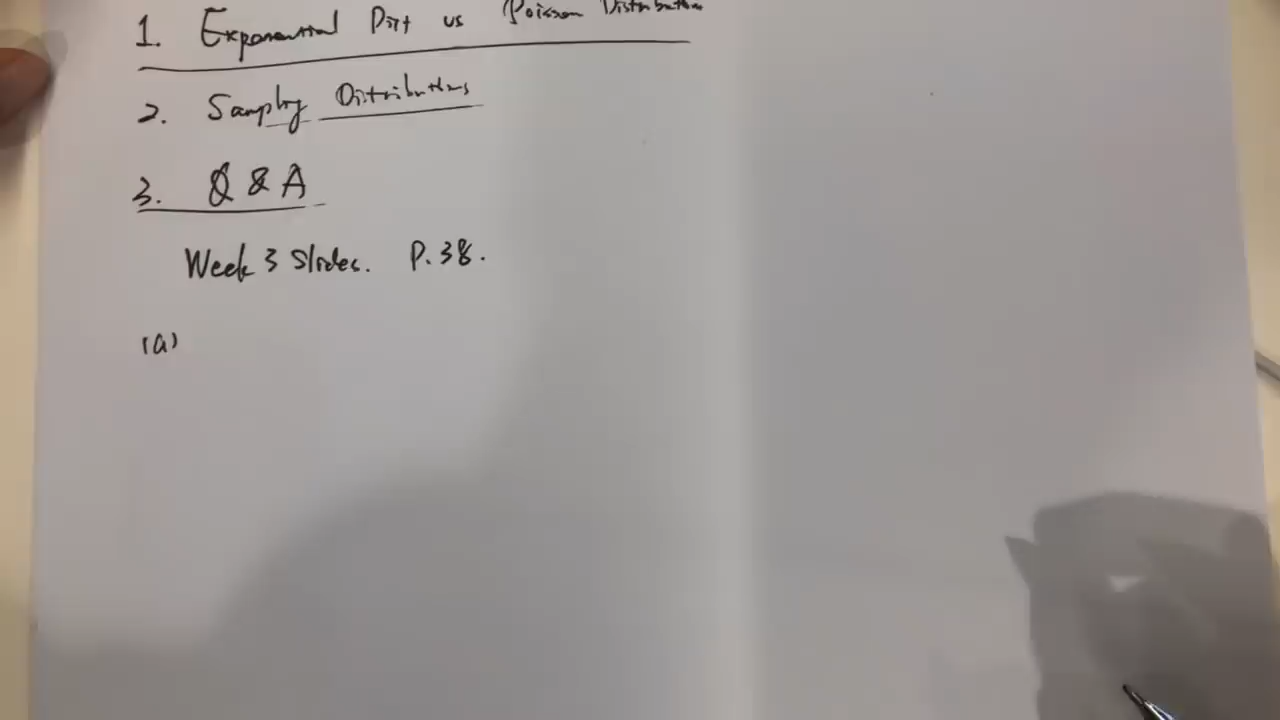 1. Exponential Dist vs Poisson Distribution
2. Sampling Distributions
3. Q & A
Week 3 Slides. P.38.
(a)